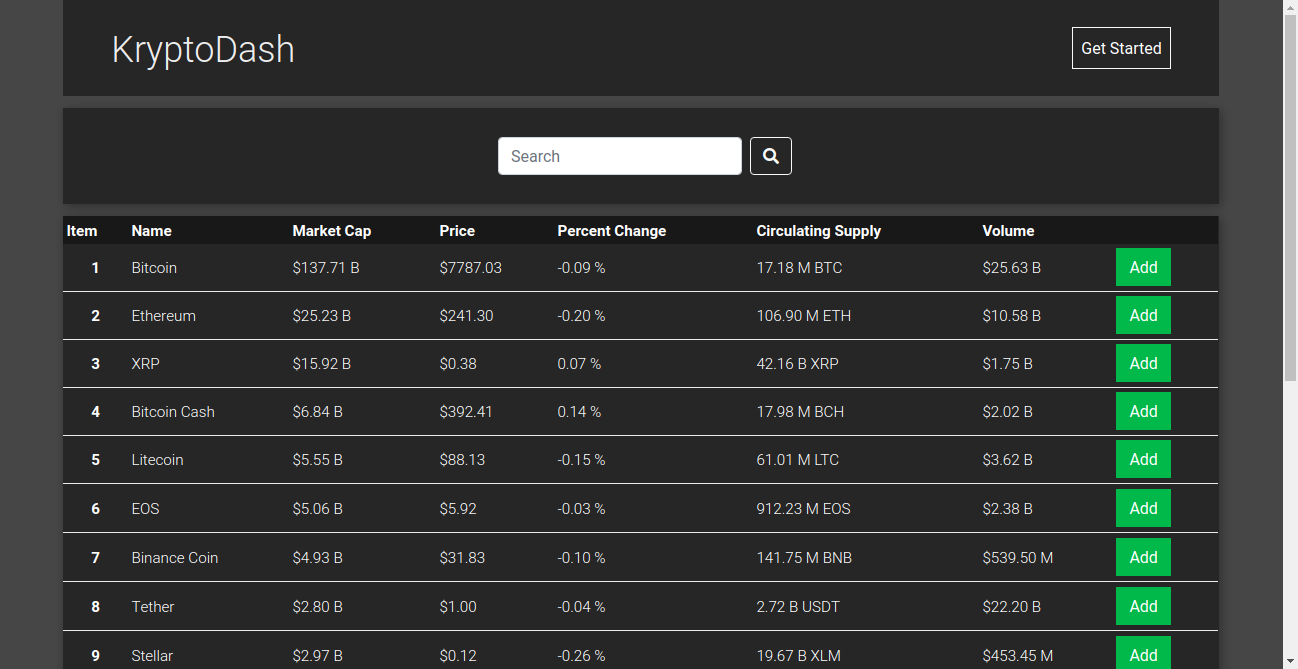 KryptoDash
Get Started
Search
Item Name Market Cap Price Percent Change Circulating Supply Volume
1 Bitcoin $137.71 B $7787.03 -0.09 % 17.18 M BTC $25.63 B Add
2 Ethereum $25.23 B $241.30 -0.20 % 106.90 M ETH $10.58 B Add
3 XRP $15.92 B $0.38 0.07 % 42.16 B XRP $1.75 B Add
4 Bitcoin Cash $6.84 B $392.41 0.14 % 17.98 M BCH $2.02 B Add
5 Litecoin $5.55 B $88.13 -0.15 % 61.01 M LTC $3.62 B Add
6 EOS $5.06 B $5.92 -0.03 % 912.23 M EOS $2.38 B Add
7 Binance Coin $4.93 B $31.83 -0.10 % 141.75 M BNB $539.50 M Add
8 Tether $2.80 B $1.00 -0.04 % 2.72 B USDT $22.20 B Add
9 Stellar $2.97 B $0.12 -0.26 % 19.67 B XLM $453.45 M Add